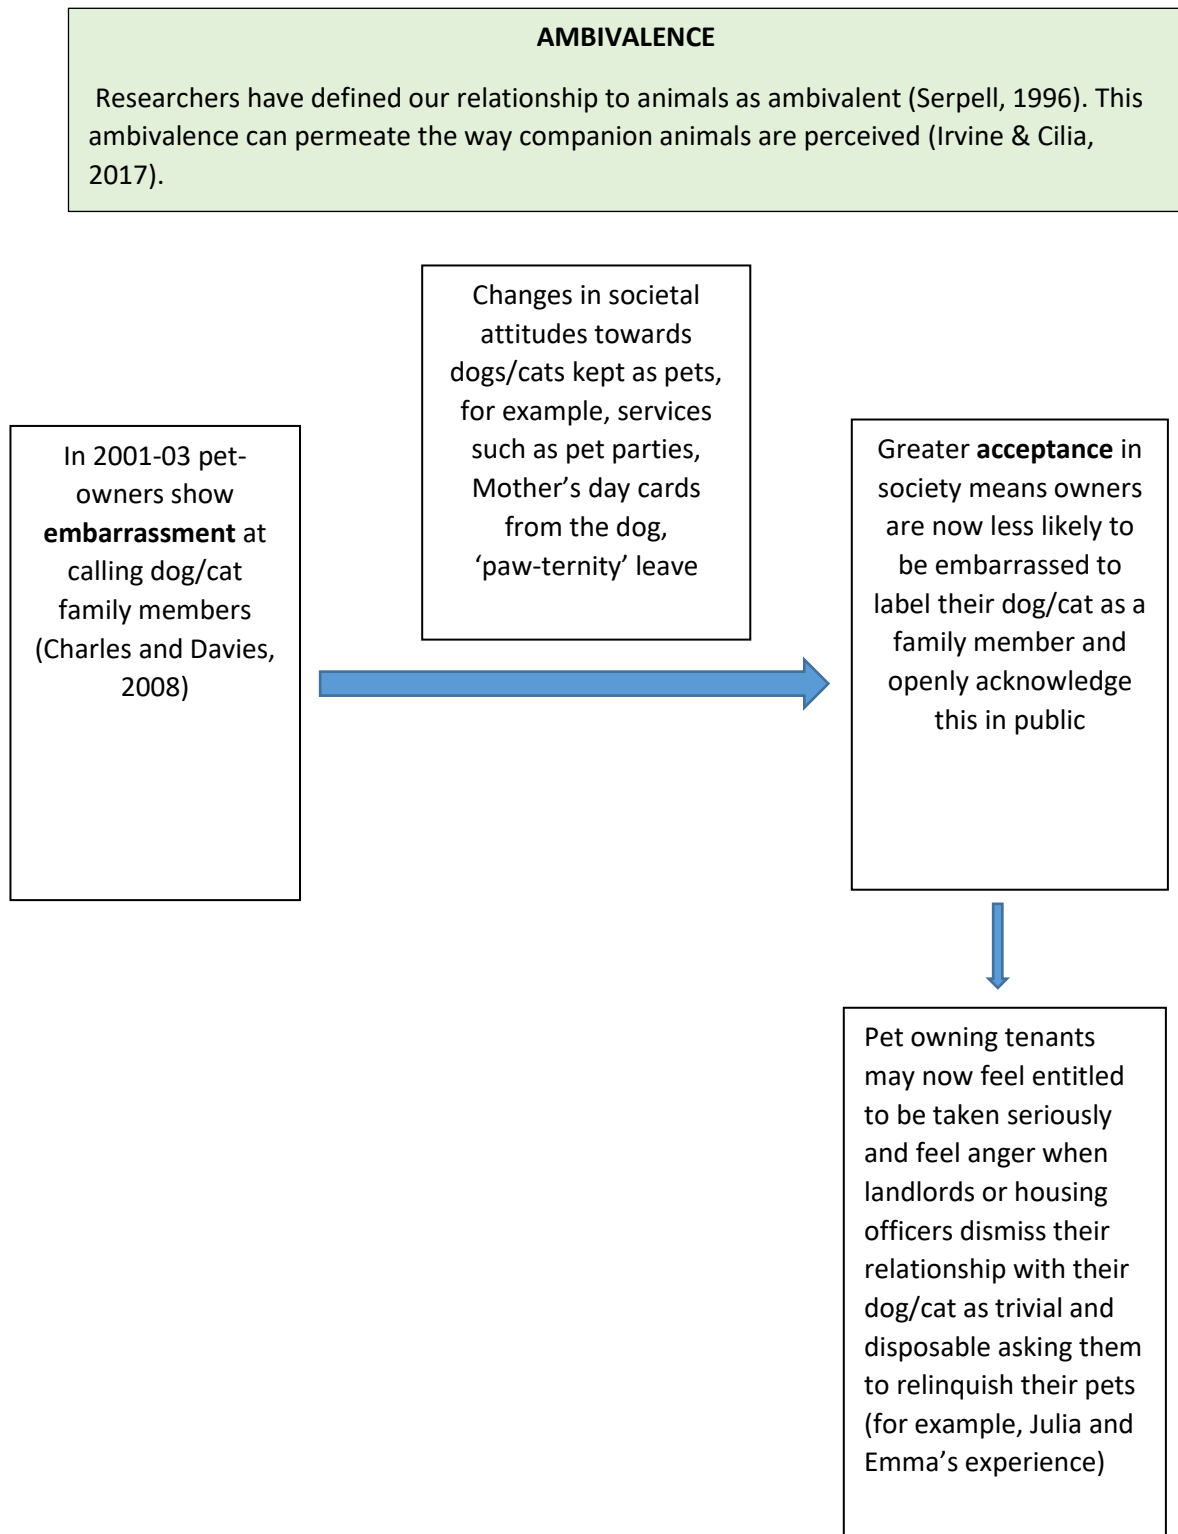 AMBIVALENCE
Researchers have defined our relationship to animals as ambivalent (Serpell, 1996). This
ambivalence can permeate the way companion animals are perceived (Irvine & Cilia,
2017).
In 2001-03 pet-
owners show
embarrassment at
calling dog/cat
family members
(Charles and Davies,
2008)
Changes in societal
attitudes towards
dogs/cats kept as pets,
for example, services
such as pet parties,
Mother’s day cards
from the dog,
‘paw-ternity’ leave
Greater acceptance in
society means owners
are now less likely to
be embarrassed to
label their dog/cat as a
family member and
openly acknowledge
this in public
Pet owning tenants
may now feel entitled
to be taken seriously
and feel anger when
landlords or housing
officers dismiss their
relationship with their
dog/cat as trivial and
disposable asking them
to relinquish their pets
(for example, Julia and
Emma’s experience)